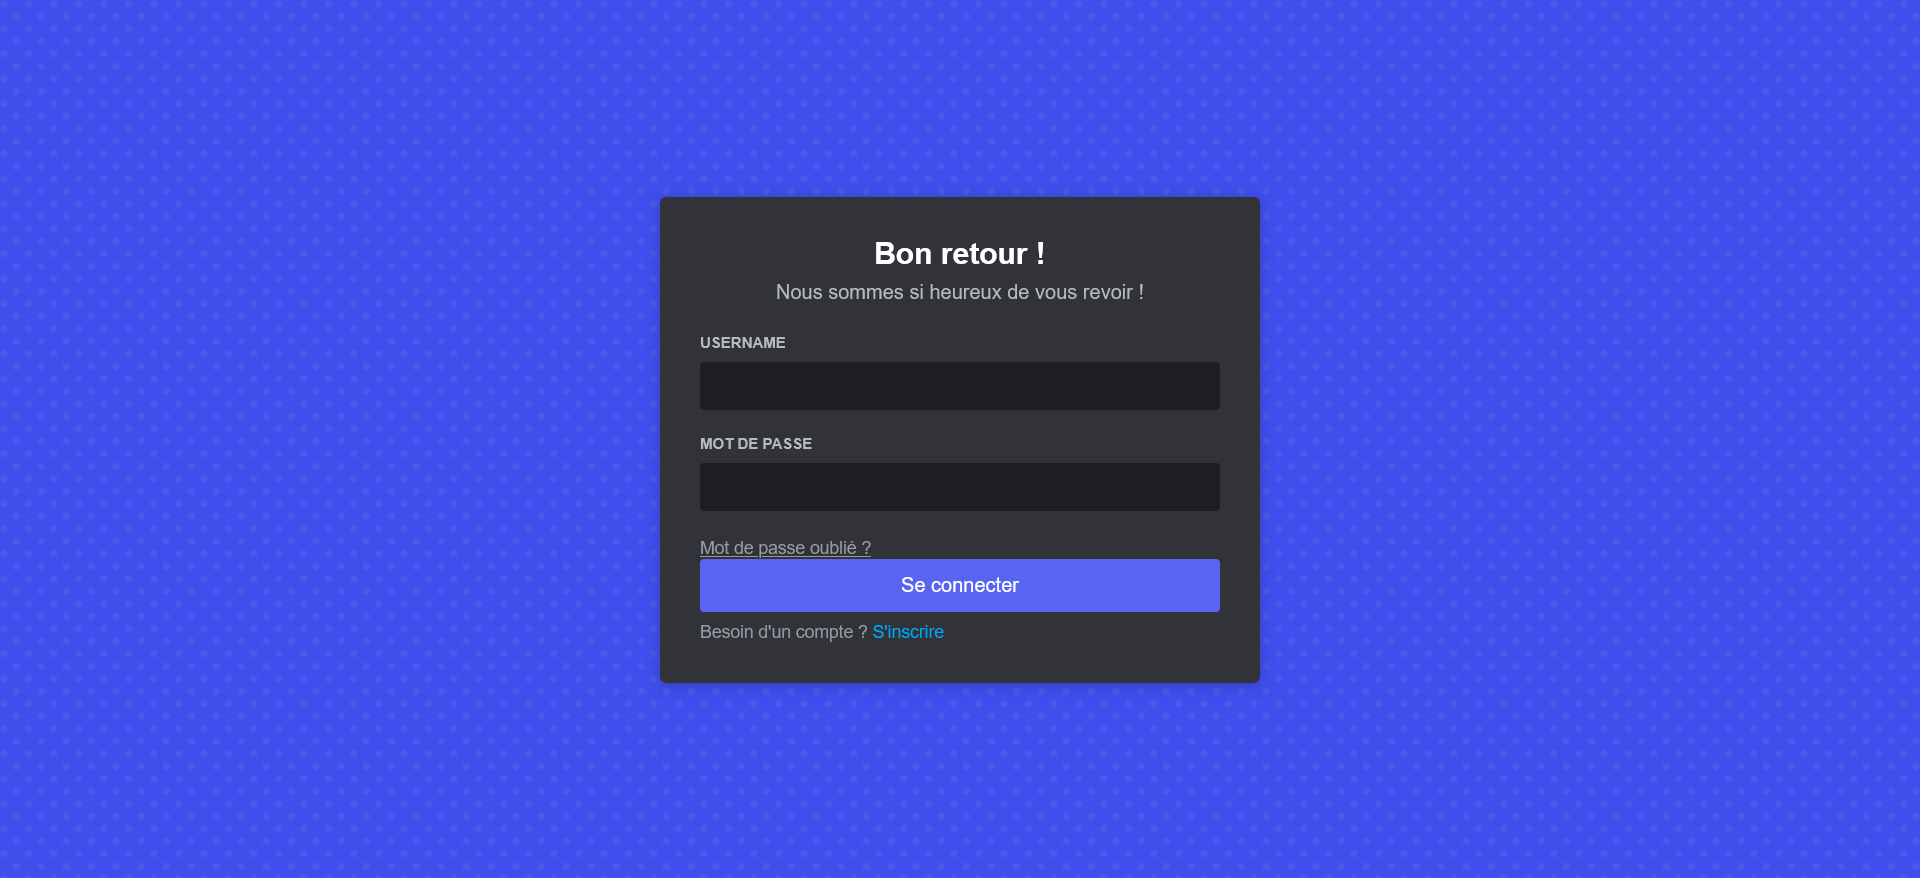 Bon retour !
Nous sommes si heureux de vous revoir !
USERNAME
MOT DE PASSE
Mot de passe oublié ?
Se connecter
Besoin d'un compte ? S'inscrire